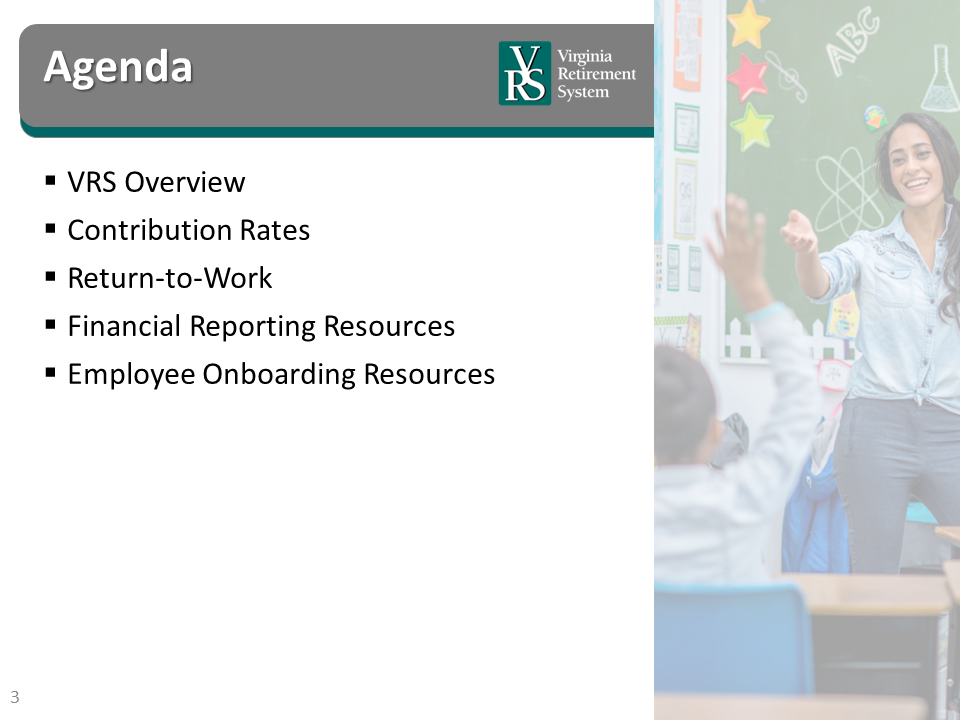 Agenda
VRS
Virginia
Retirement
System
▪ VRS Overview
▪ Contribution Rates
▪ Return-to-Work
▪ Financial Reporting Resources
▪ Employee Onboarding Resources
ABC
3